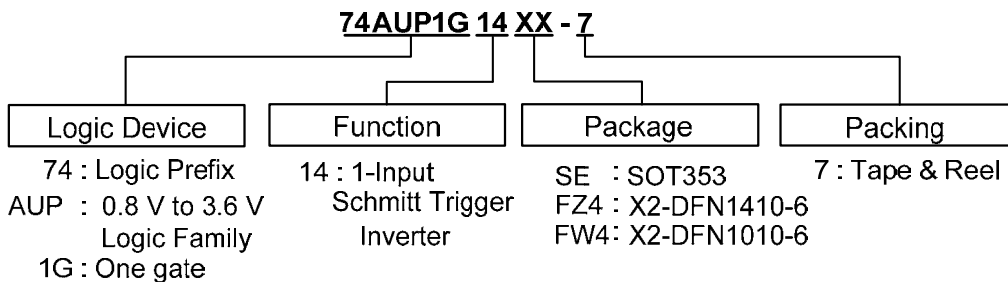 74AUP1G 14 XX - 7
Logic Device
74 : Logic Prefix
AUP : 0.8 V to 3.6 V
Logic Family
1G : One gate
Function
14 : 1-Input
Schmitt Trigger
Inverter
Package
SE : SOT353
FZ4 : X2-DFN1410-6
FW4 : X2-DFN1010-6
Packing
7 : Tape & Reel